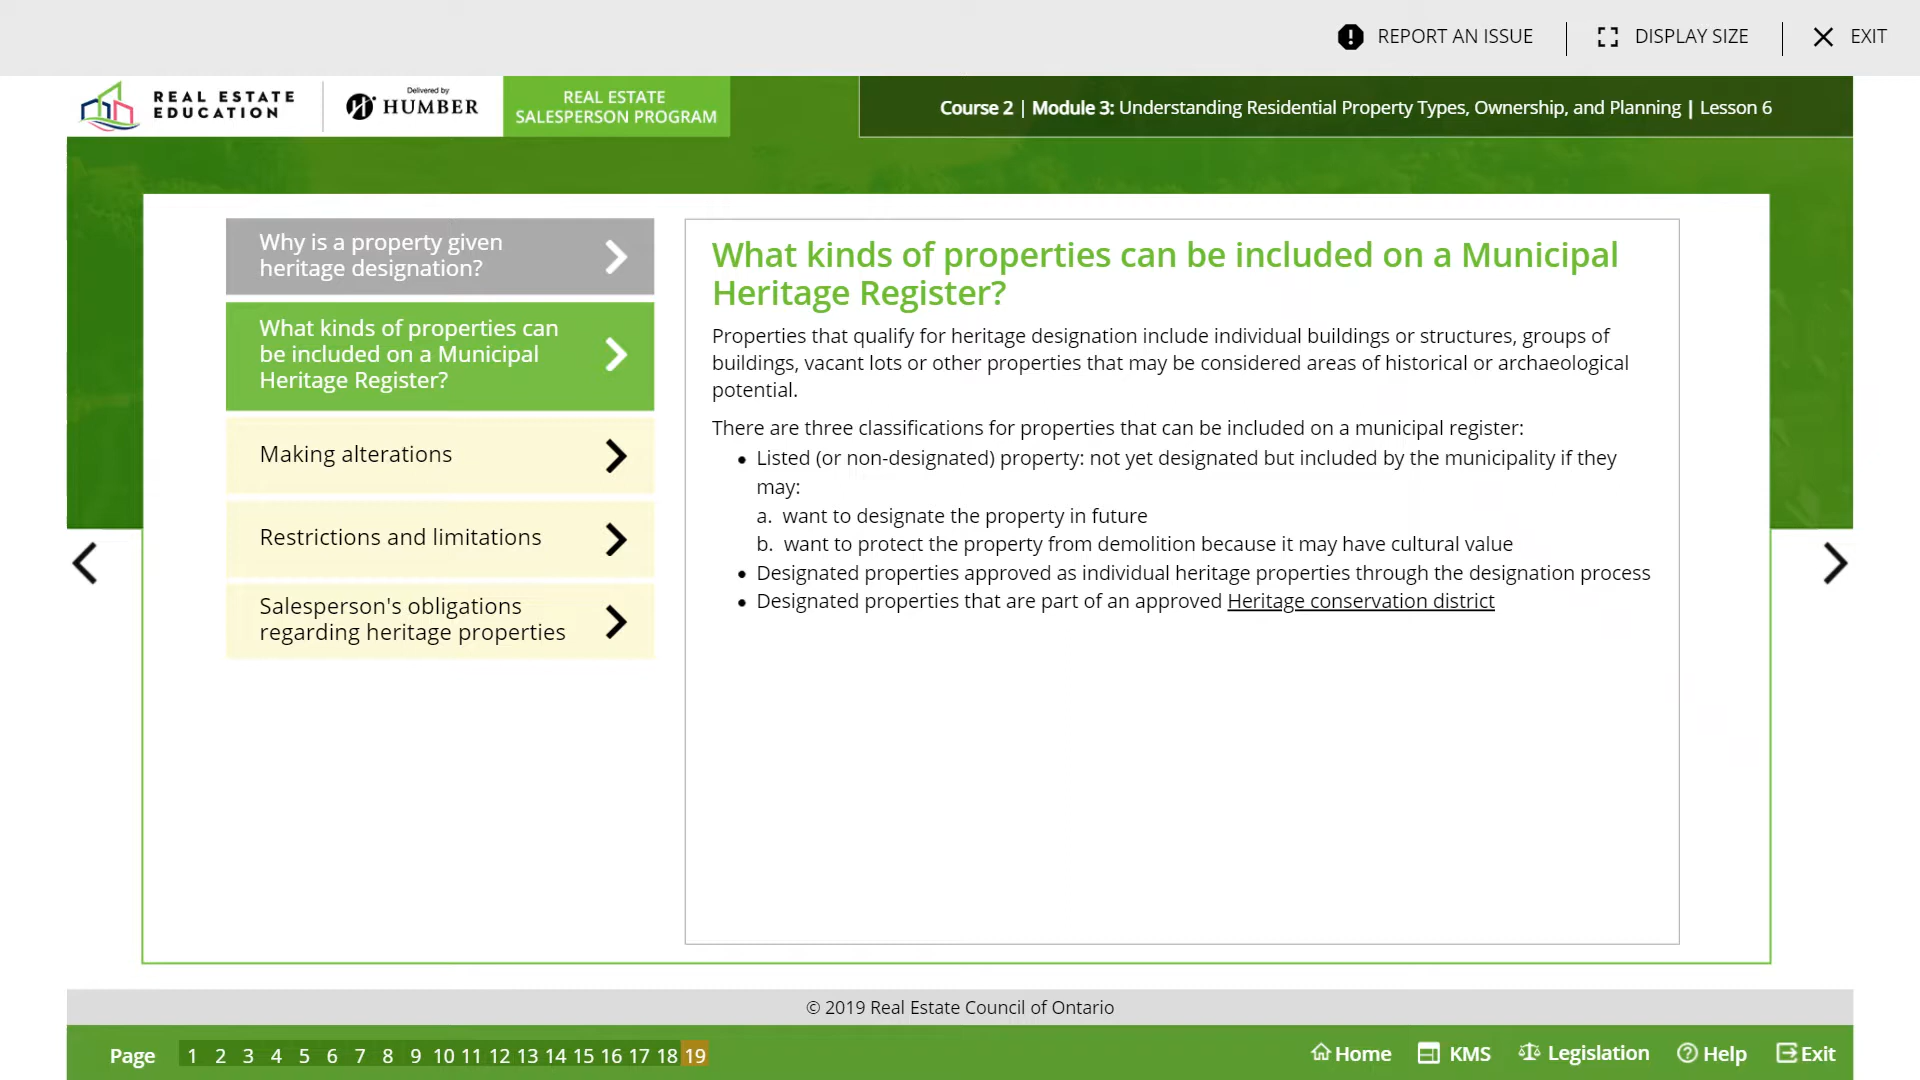 REPORT AN ISSUE
DISPLAY SIZE
EXIT
REAL ESTATE
EDUCATION
Delivered by
HUMBER
REAL ESTATE
SALESPERSON PROGRAM
Course 2 | Module 3: Understanding Residential Property Types, Ownership, and Planning | Lesson 6
Why is a property given
heritage designation?
What kinds of properties can
be included on a Municipal
Heritage Register?
Making alterations
Restrictions and limitations
Salesperson's obligations
regarding heritage properties
What kinds of properties can be included on a Municipal
Heritage Register?
Properties that qualify for heritage designation include individual buildings or structures, groups of
buildings, vacant lots or other properties that may be considered areas of historical or archaeological
potential.
There are three classifications for properties that can be included on a municipal register:
• Listed (or non-designated) property: not yet designated but included by the municipality if they
may:
a. want to designate the property in future
b. want to protect the property from demolition because it may have cultural value
• Designated properties approved as individual heritage properties through the designation process
• Designated properties that are part of an approved Heritage conservation district
© 2019 Real Estate Council of Ontario
Page 1 2 3 4 5 6 7 8 9 10 11 12 13 14 15 16 17 18 19
Home KMS Legislation Help Exit